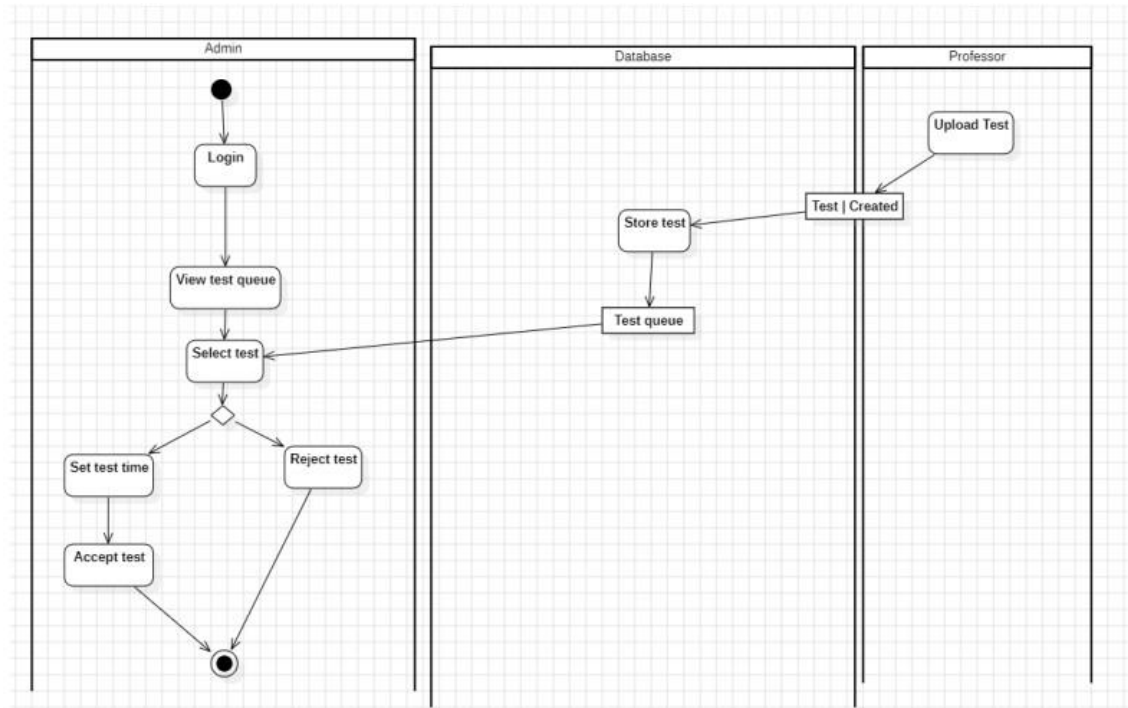 Admin
Database
Professor
Upload Test
Login
Test | Created
Store test
View test queue
Test queue
Select test
Set test time
Reject test
Accept test